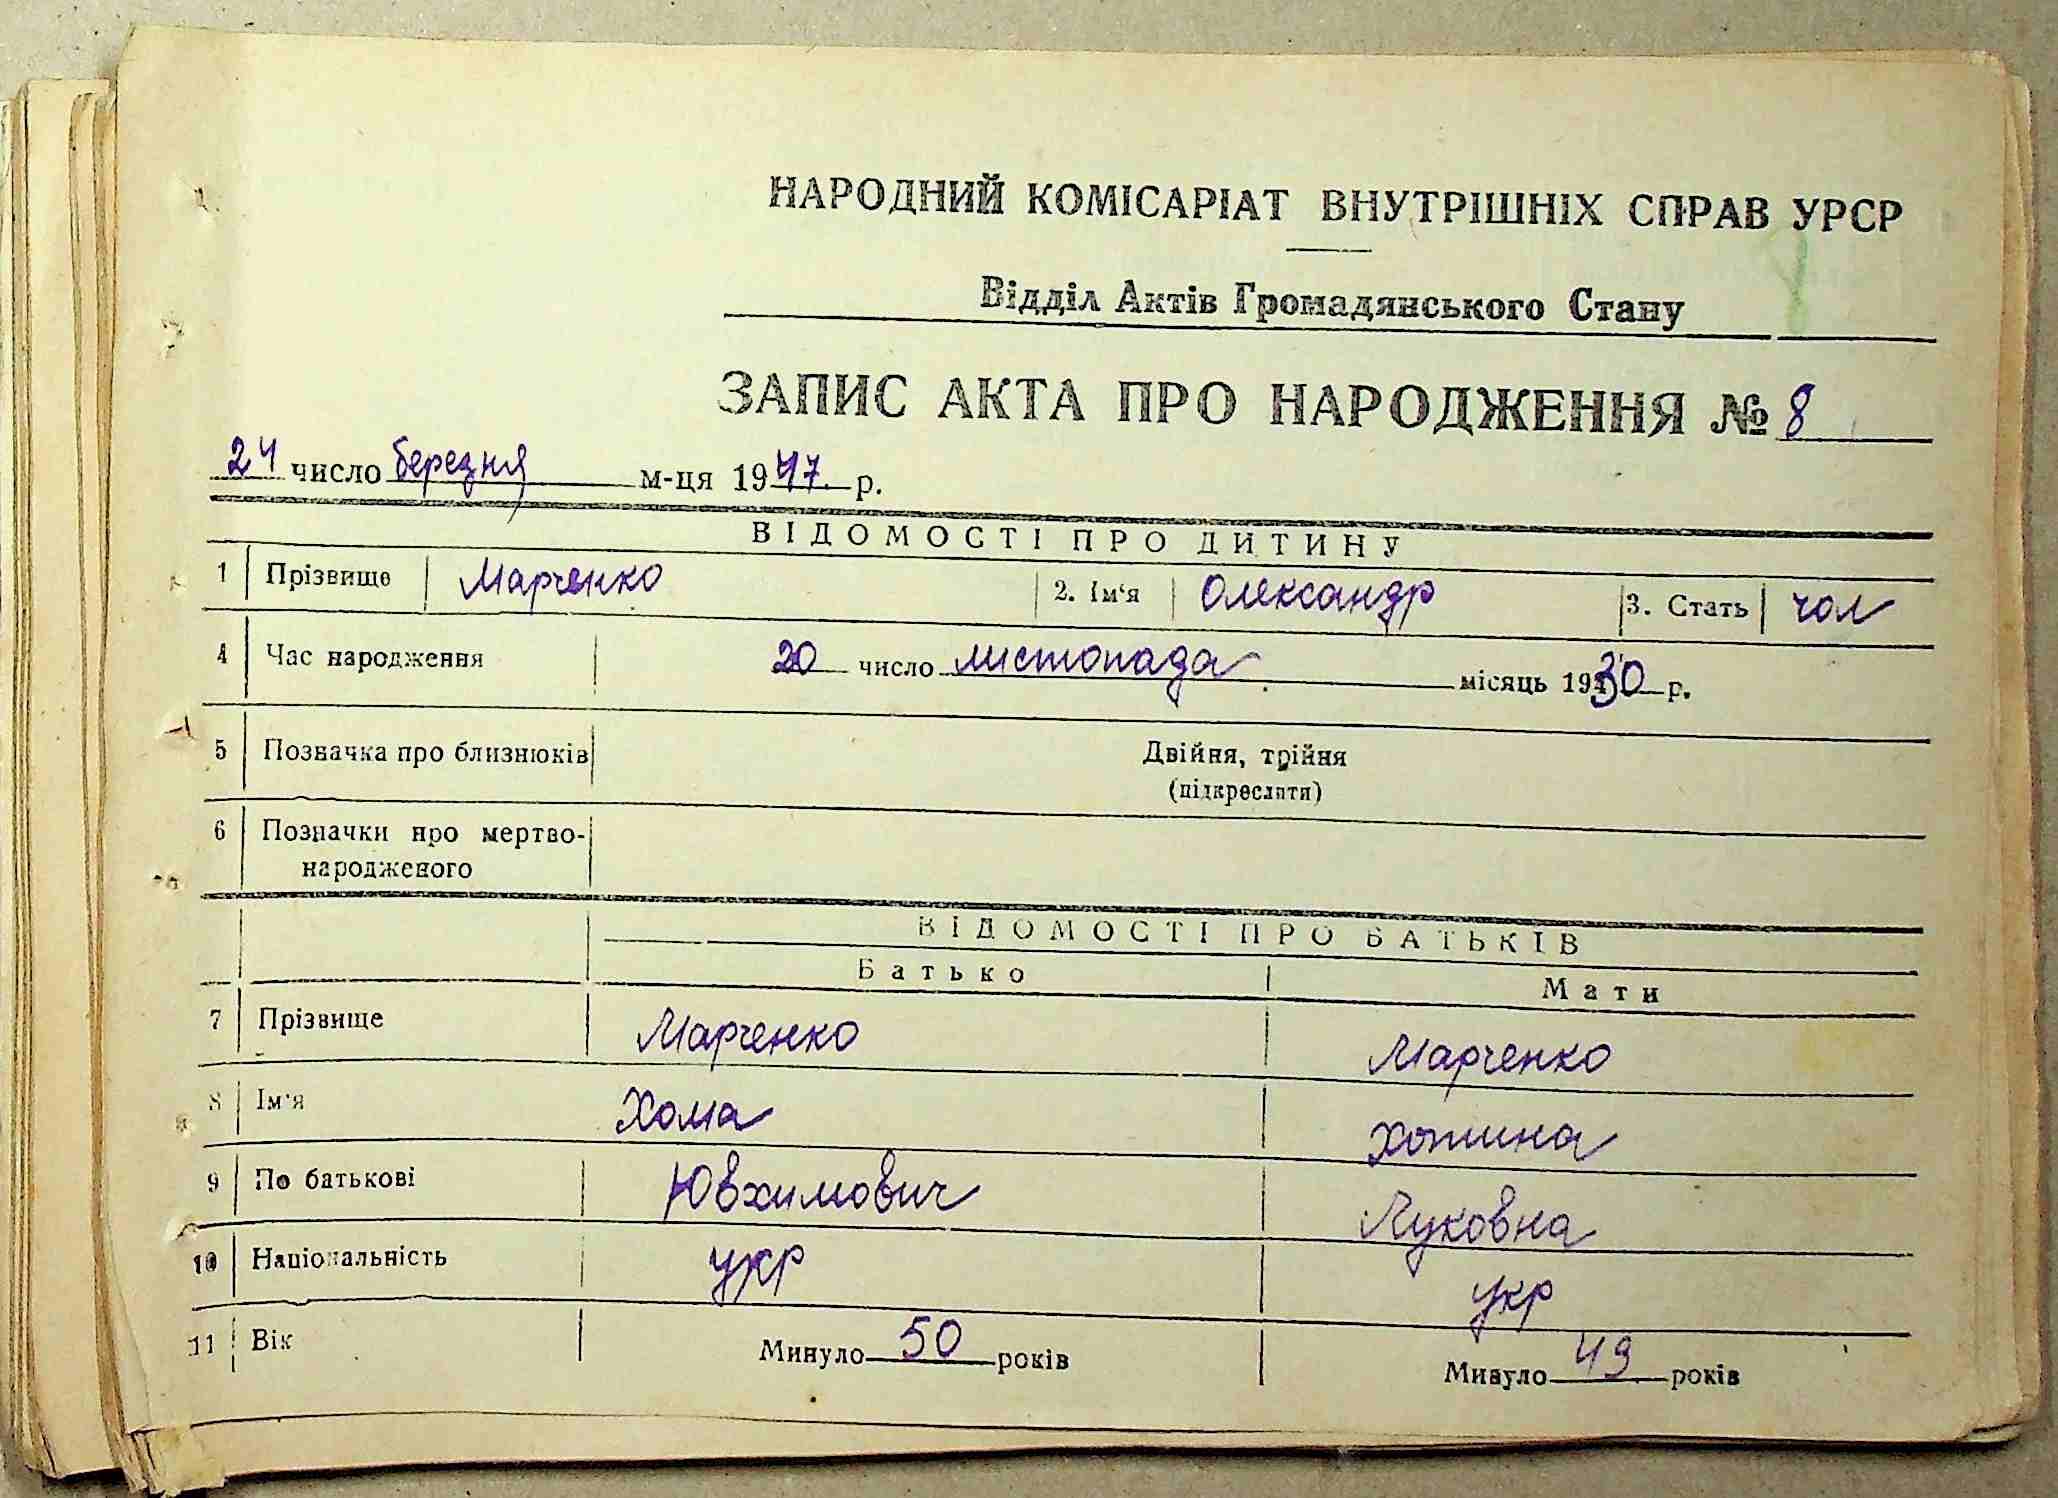 НАРОДНИЙ КОМІСАРІАТ ВНУТРІШНІХ СПРАВ УРСР
Відділ Актів Громадянського Стану
ЗАПИС АКТА ПРО НАРОДЖЕННЯ № 8
24 число березня м-ця 1947 р.
ВІДОМОСТІ ПРО ДИТИНУ
1 Прізвище Марченко 2. Ім'я Олександр 3. Стать чол
4 Час народження 20 число листопада місяць 1930 р.
5 Позначка про близнюків Двійня, трійня
(підкреслити)
6 Позначки про мертво-
народженого
ВІДОМОСТІ ПРО БАТЬКІВ
Батько Мати
7 Прізвище Марченко Марченко
8 Ім'я Хома Хотина
9 По батькові Ювхимович Луковна
10 Національність укр укр
11 Вік Минуло 50 років Минуло 49 років